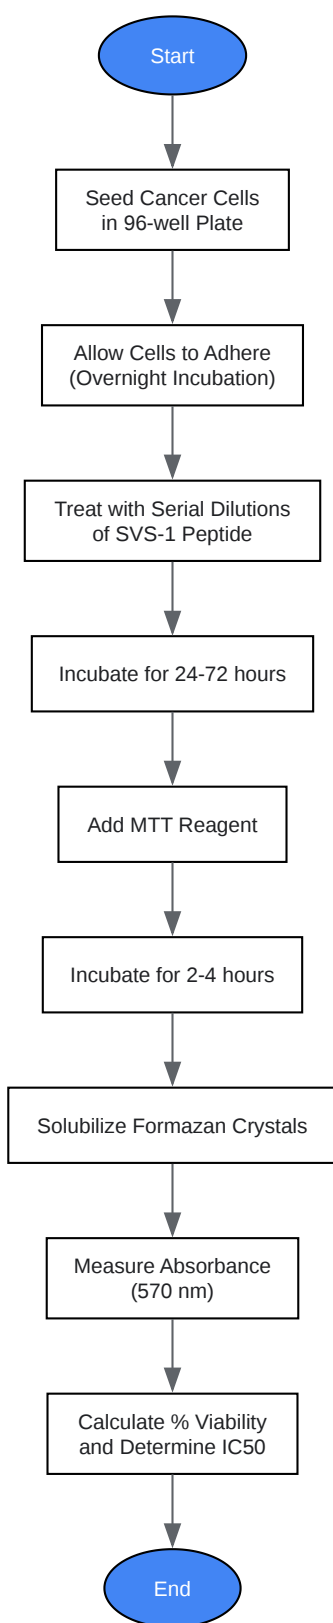 Start
Seed Cancer Cells
in 96-well Plate
Allow Cells to Adhere
(Overnight Incubation)
Treat with Serial Dilutions
of SVS-1 Peptide
Incubate for 24-72 hours
Add MTT Reagent
Incubate for 2-4 hours
Solubilize Formazan Crystals
Measure Absorbance
(570 nm)
Calculate % Viability
and Determine IC50
End